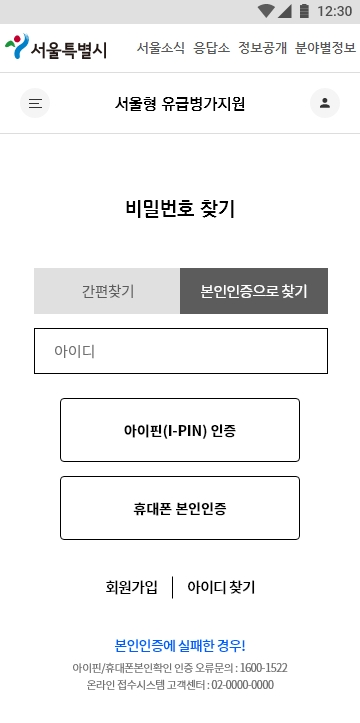 12:30
서울특별시 서울소식 응답소 정보공개 분야별정보
서울형 유급병가지원
비밀번호 찾기
간편찾기 본인인증으로 찾기
아이디
아이핀(I-PIN) 인증
휴대폰 본인인증
회원가입 | 아이디 찾기
본인인증에 실패한 경우!
아이핀/휴대폰본인확인 인증 오류문의 : 1600-1522
온라인 접수시스템 고객센터 : 02-0000-0000